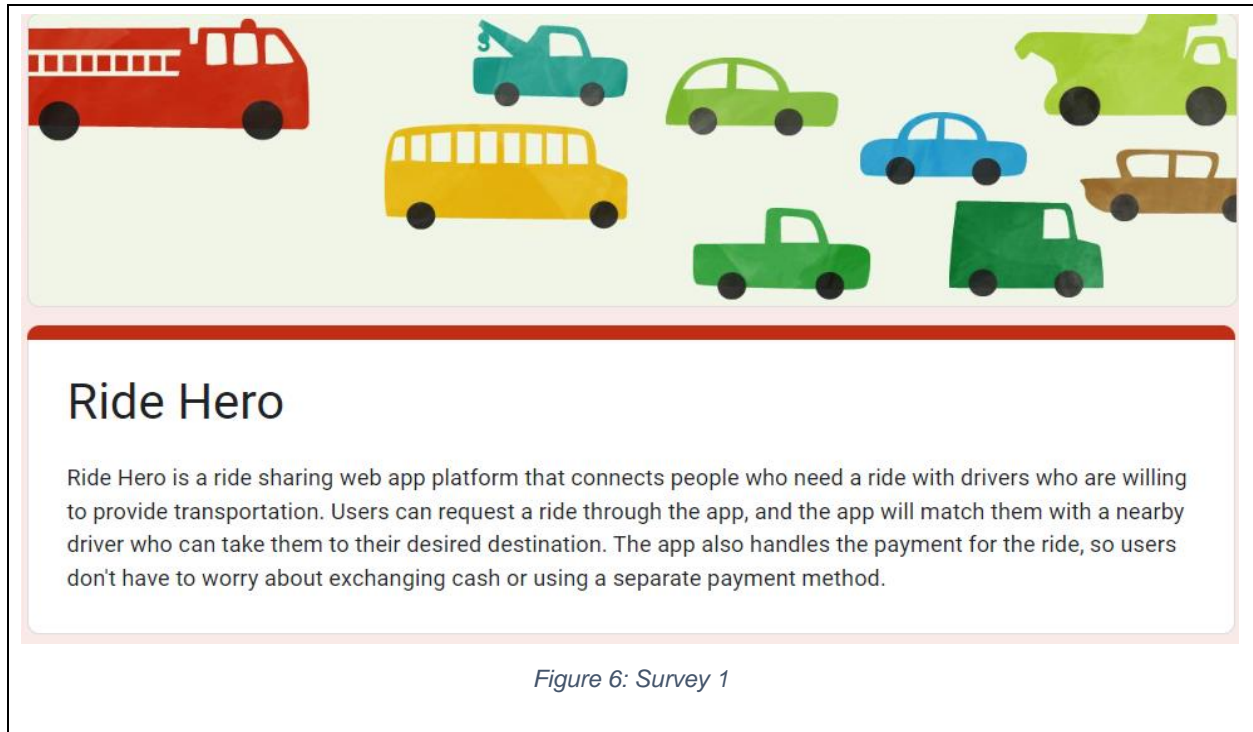 Ride Hero
Ride Hero is a ride sharing web app platform that connects people who need a ride with drivers who are willing
to provide transportation. Users can request a ride through the app, and the app will match them with a nearby
driver who can take them to their desired destination. The app also handles the payment for the ride, so users
don't have to worry about exchanging cash or using a separate payment method.
Figure 6: Survey 1